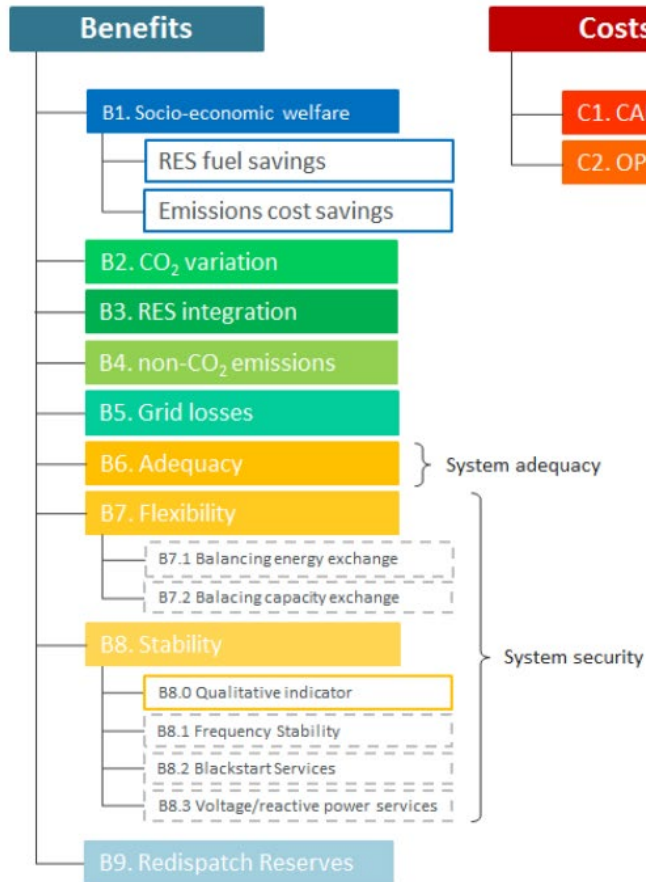 Benefits
B1. Socio-economic welfare
RES fuel savings
Emissions cost savings
B2. CO₂ variation
B3. RES integration
B4. non-CO₂ emissions
B5. Grid losses
B6. Adequacy
System adequacy
B7. Flexibility
B7.1 Balancing energy exchange
B7.2 Balacing capacity exchange
B8. Stability
System security
B8.0 Qualitative indicator
B8.1 Frequency Stability
B8.2 Blackstart Services
B8.3 Voltage/reactive power services
B9. Redispatch Reserves
Costs
C1. CA
C2. OP